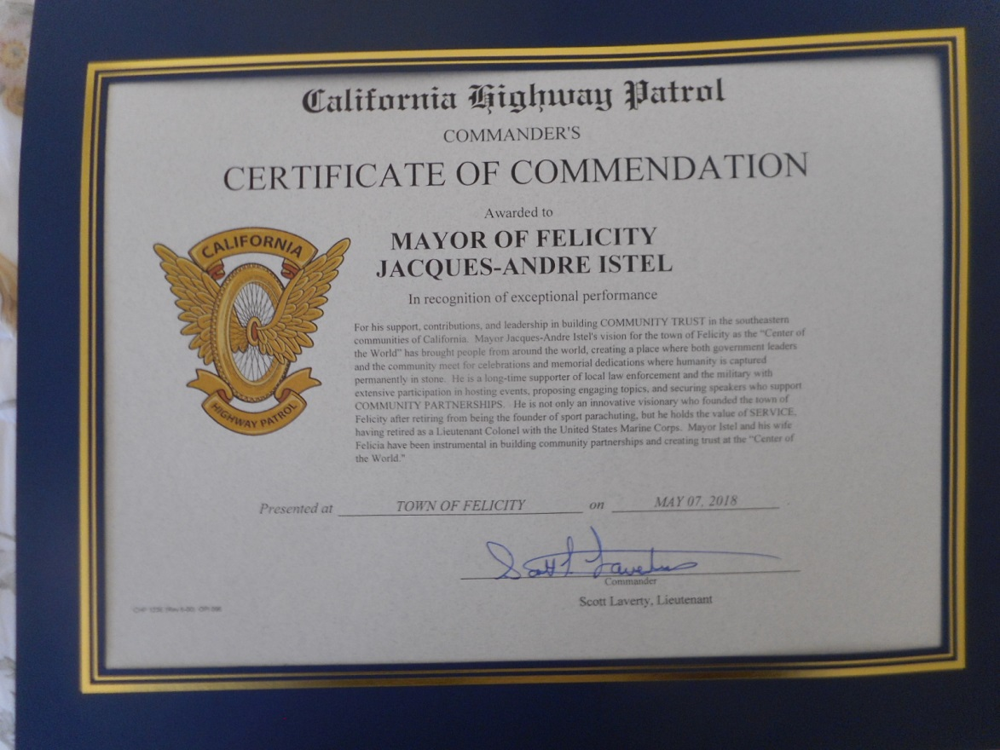 California Highway Patrol
COMMANDER'S
CERTIFICATE OF COMMENDATION
Awarded to
MAYOR OF FELICITY
JACQUES-ANDRE ISTEL
In recognition of exceptional performance
CALIFORNIA
HIGHWAY PATROL
For his support, contributions, and leadership in building COMMUNITY TRUST in the southeastern
communities of California. Mayor Jacques-Andre Istel's vision for the town of Felicity as the "Center of
the World" has brought people from around the world, creating a place where both government leaders
and the community meet for celebrations and memorial dedications where humanity is captured
permanently in stone. He is a long-time supporter of local law enforcement and the military with
extensive participation in hosting events, proposing engaging topics, and securing speakers who support
COMMUNITY PARTNERSHIPS. He is not only an innovative visionary who founded the town of
Felicity after retiring from being the founder of sport parachuting, but he holds the value of SERVICE,
having retired as a Lieutenant Colonel with the United States Marine Corps. Mayor Istel and his wife
Felicia have been instrumental in building community partnerships and creating trust at the "Center of
the World."
Presented at TOWN OF FELICITY on MAY 07, 2018
Commander
Scott Laverty, Lieutenant